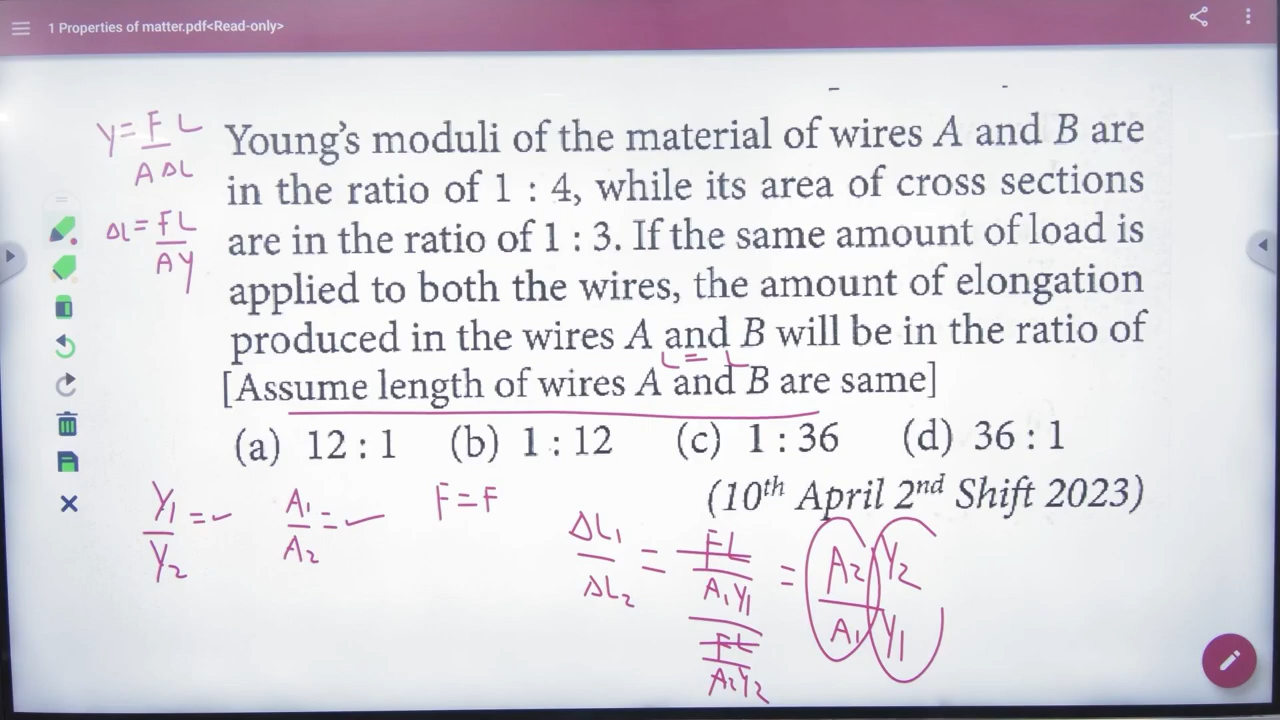 1 Properties of matter.pdf<Read-only>
Y = F L
A ΔL
ΔL = FL
AY
Young's moduli of the material of wires A and B are
in the ratio of 1 : 4, while its area of cross sections
are in the ratio of 1 : 3. If the same amount of load is
applied to both the wires, the amount of elongation
produced in the wires A and B will be in the ratio of
L = L
[Assume length of wires A and B are same]
(a) 12 : 1 (b) 1 : 12 (c) 1 : 36 (d) 36 : 1
(10th April 2nd Shift 2023)
Y1 = ✓ A1 = ✓ F = F
Y2 A2
ΔL1 = FL = A2 Y2
ΔL2 A1Y1 A1 Y1
FL
A2Y2